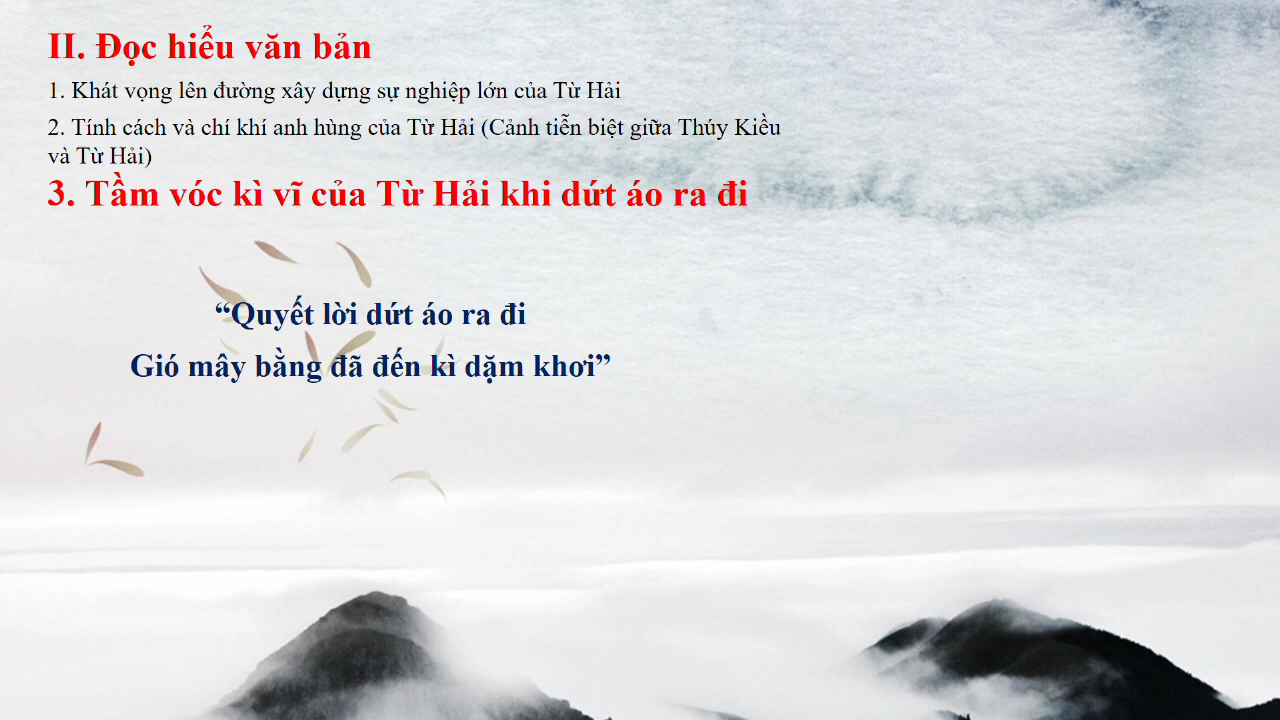 II. Đọc hiểu văn bản
1. Khát vọng lên đường xây dựng sự nghiệp lớn của Từ Hải
2. Tính cách và chí khí anh hùng của Từ Hải (Cảnh tiễn biệt giữa Thúy Kiều
và Từ Hải)
3. Tầm vóc kì vĩ của Từ Hải khi dứt áo ra đi
“Quyết lời dứt áo ra đi
Gió mây bằng đã đến kì dặm khơi”